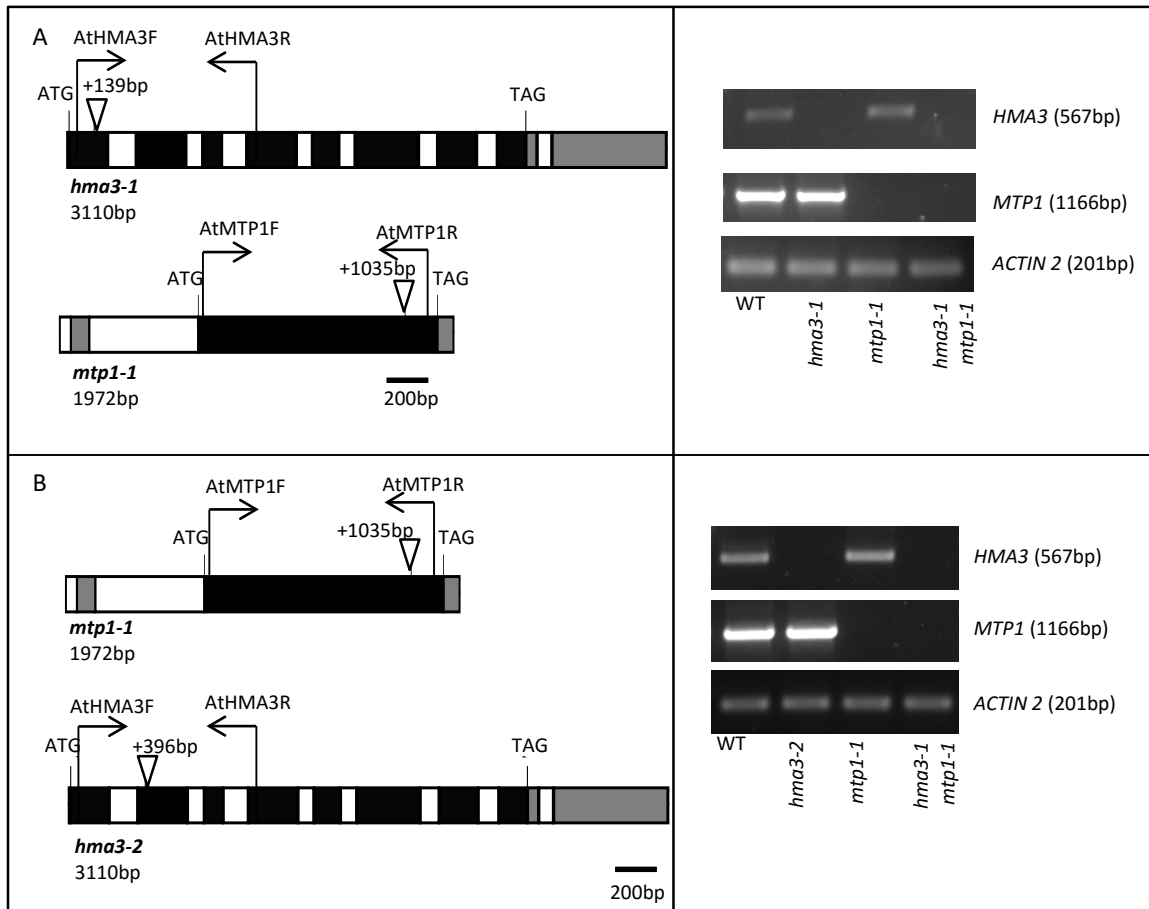 A
AtHMA3F
AtHMA3R
+139bp
ATG
TAG
hma3-1
3110bp
AtMTP1F
AtMTP1R
+1035bp
ATG
TAG
mtp1-1
1972bp
200bp
HMA3 (567bp)
MTP1 (1166bp)
ACTIN 2 (201bp)
WT
hma3-1
mtp1-1
hma3-1
mtp1-1
B
AtMTP1F
AtMTP1R
+1035bp
ATG
TAG
mtp1-1
1972bp
AtHMA3F
AtHMA3R
+396bp
ATG
TAG
hma3-2
3110bp
200bp
HMA3 (567bp)
MTP1 (1166bp)
ACTIN 2 (201bp)
WT
hma3-2
mtp1-1
hma3-1
mtp1-1